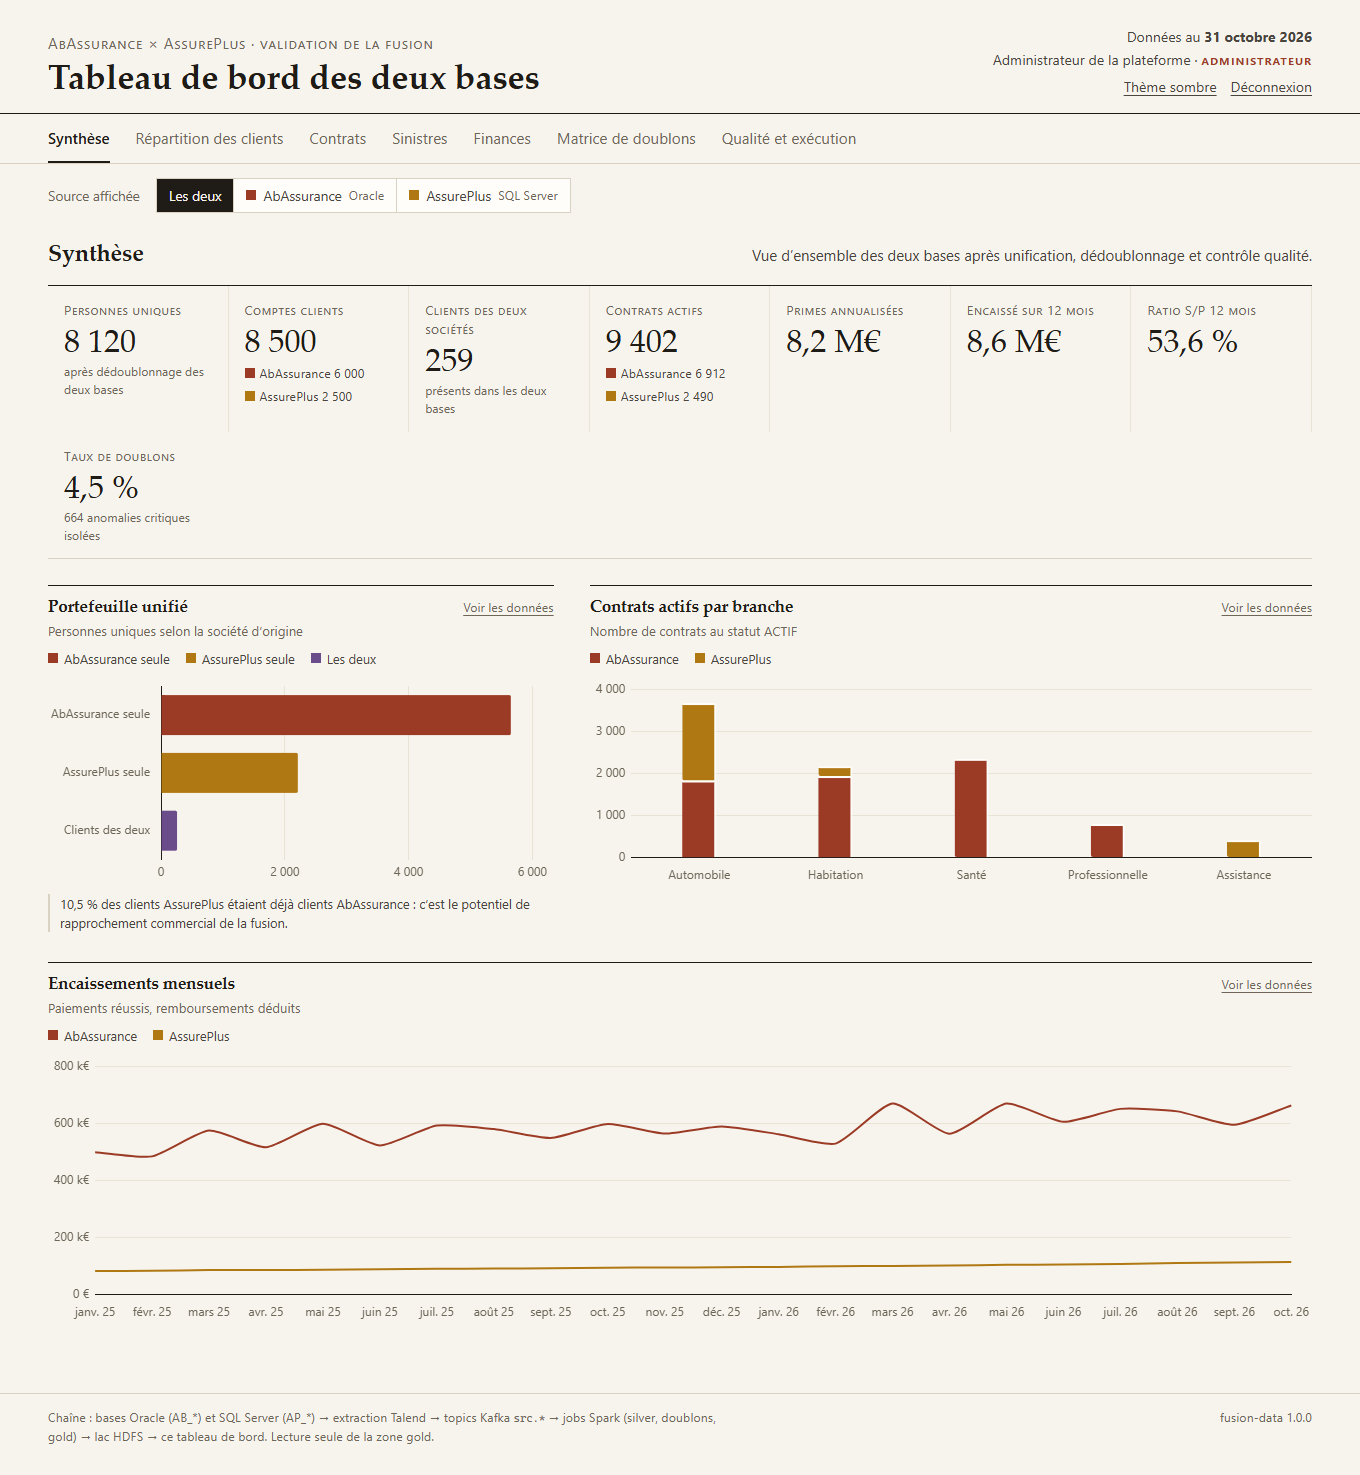 AbAssurance × AssurePlus · validation de la fusion
Tableau de bord des deux bases
Données au 31 octobre 2026
Administrateur de la plateforme · ADMINISTRATEUR
Thème sombre Déconnexion
Synthèse Répartition des clients Contrats Sinistres Finances Matrice de doublons Qualité et exécution
Source affichée Les deux AbAssurance Oracle AssurePlus SQL Server
Synthèse
Vue d’ensemble des deux bases après unification, dédoublonnage et contrôle qualité.
Personnes uniques
8 120
après dédoublonnage des
deux bases
Comptes clients
8 500
AbAssurance 6 000
AssurePlus 2 500
Clients des deux
sociétés
259
présents dans les deux
bases
Contrats actifs
9 402
AbAssurance 6 912
AssurePlus 2 490
Primes annualisées
8,2 M€
Encaissé sur 12 mois
8,6 M€
Ratio S/P 12 mois
53,6 %
Taux de doublons
4,5 %
664 anomalies critiques
isolées
Portefeuille unifié
Voir les données
Personnes uniques selon la société d’origine
AbAssurance seule AssurePlus seule Les deux
AbAssurance seule
AssurePlus seule
Clients des deux
0 2 000 4 000 6 000
10,5 % des clients AssurePlus étaient déjà clients AbAssurance : c’est le potentiel de
rapprochement commercial de la fusion.
Contrats actifs par branche
Voir les données
Nombre de contrats au statut ACTIF
AbAssurance AssurePlus
4 000
3 000
2 000
1 000
0
Automobile Habitation Santé Professionnelle Assistance
Encaissements mensuels
Voir les données
Paiements réussis, remboursements déduits
AbAssurance AssurePlus
800 k€
600 k€
400 k€
200 k€
0 €
janv. 25 févr. 25 mars 25 avr. 25 mai 25 juin 25 juil. 25 août 25 sept. 25 oct. 25 nov. 25 déc. 25 janv. 26 févr. 26 mars 26 avr. 26 mai 26 juin 26 juil. 26 août 26 sept. 26 oct. 26
Chaîne : bases Oracle (AB_*) et SQL Server (AP_*) → extraction Talend → topics Kafka src.* → jobs Spark (silver, doublons,
gold) → lac HDFS → ce tableau de bord. Lecture seule de la zone gold.
fusion-data 1.0.0